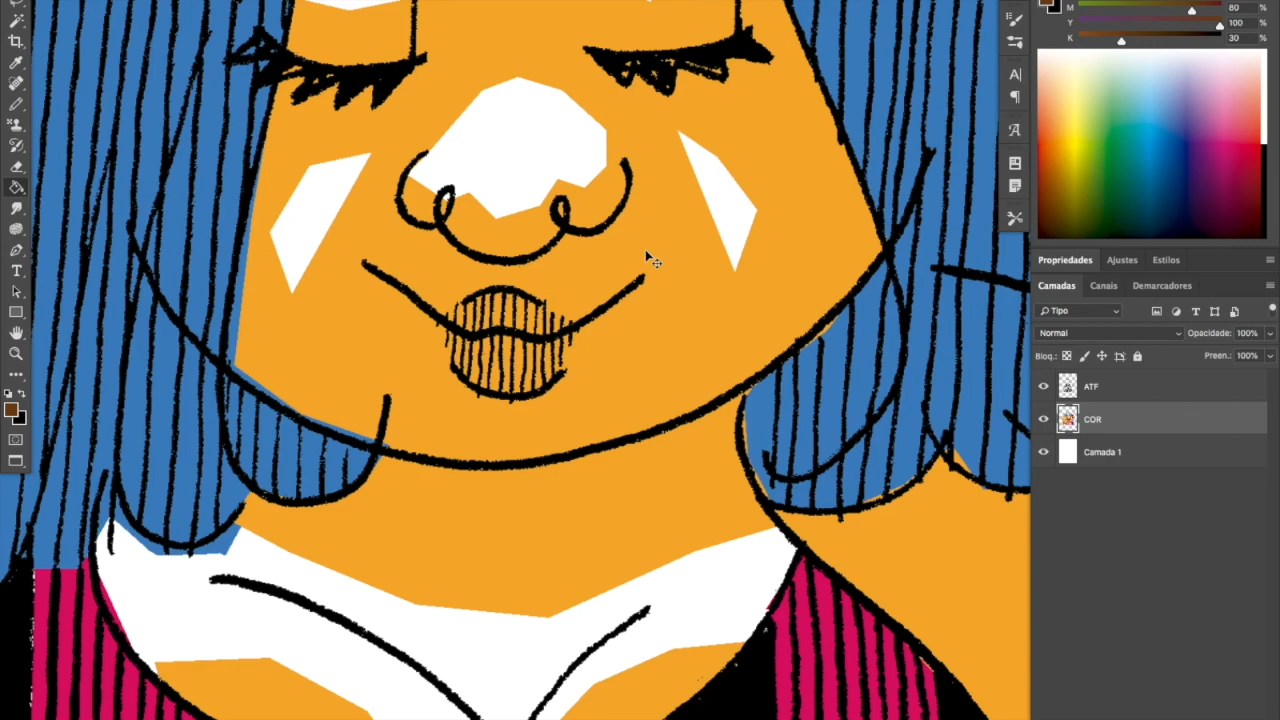 M 80 %
Y 100 %
K 30 %
Propriedades Ajustes Estilos
Camadas Canais Demarcadores
Tipo
Normal Opacidade: 100%
Bloq.: Preen.: 100%
ATF
COR
Camada 1